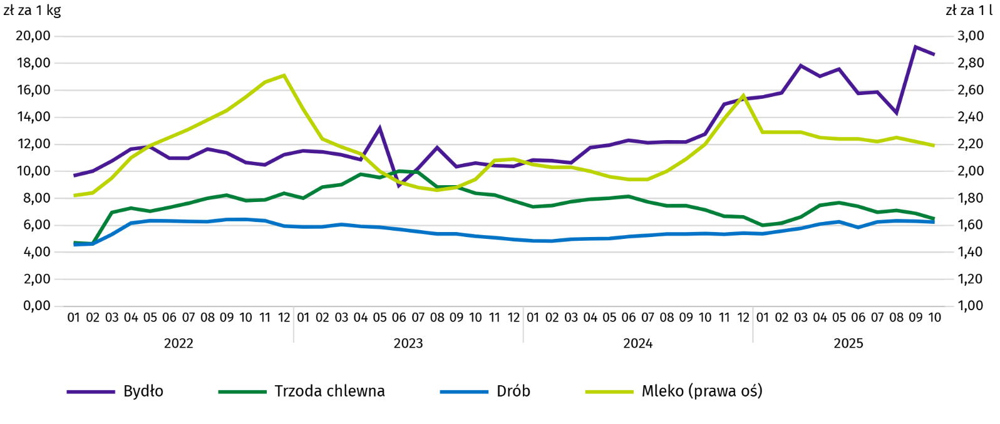 zł za 1 kg zł za 1 l
20,00 3,00
18,00 2,80
16,00 2,60
14,00 2,40
12,00 2,20
10,00 2,00
8,00 1,80
6,00 1,60
4,00 1,40
2,00 1,20
0,00 1,00
01 02 03 04 05 06 07 08 09 10 11 12 01 02 03 04 05 06 07 08 09 10 11 12 01 02 03 04 05 06 07 08 09 10 11 12 01 02 03 04 05 06 07 08 09 10
2022 2023 2024 2025
Bydło Trzoda chlewna Drób Mleko (prawa oś)